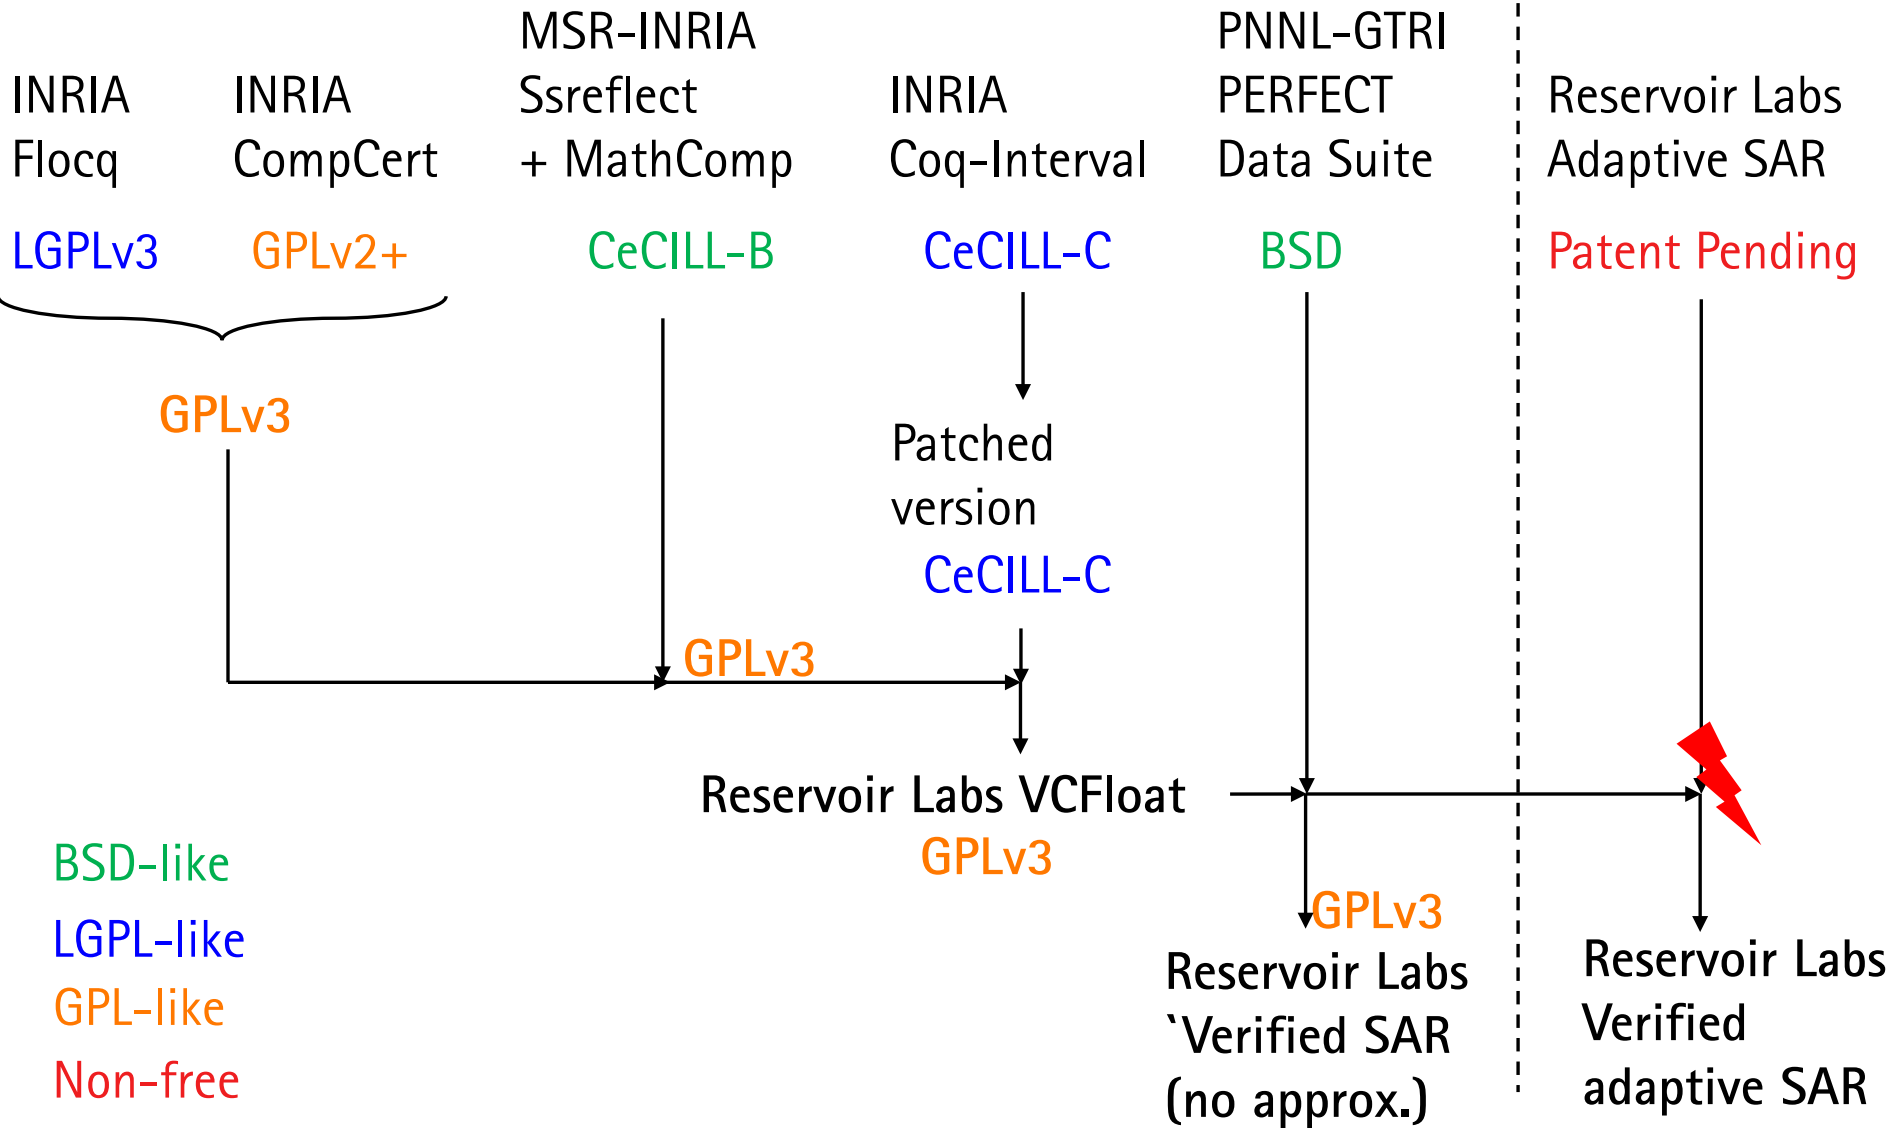 INRIA
Flocq
LGPLv3
INRIA
CompCert
GPLv2+
MSR-INRIA
Ssreflect
+ MathComp
CeCILL-B
INRIA
Coq-Interval
CeCILL-C
PNNL-GTRI
PERFECT
Data Suite
BSD
Reservoir Labs
Adaptive SAR
Patent Pending
GPLv3
Patched
version
CeCILL-C
GPLv3
Reservoir Labs VCFloat
GPLv3
GPLv3
Reservoir Labs
`Verified SAR
(no approx.)
Reservoir Labs
Verified
adaptive SAR
BSD-like
LGPL-like
GPL-like
Non-free